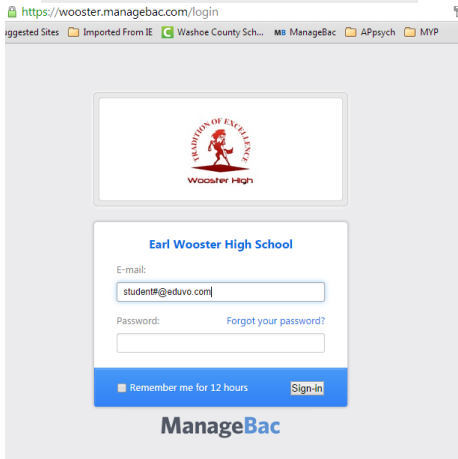 https://wooster.managebac.com/login
uggested Sites Imported From IE Washoe County Sch... MB ManageBac APpsych MYP
TRADITION OF EXCELLENCE
Wooster High
Earl Wooster High School
E-mail:
student#@eduvo.com
Password: Forgot your password?
Remember me for 12 hours Sign-in
ManageBac